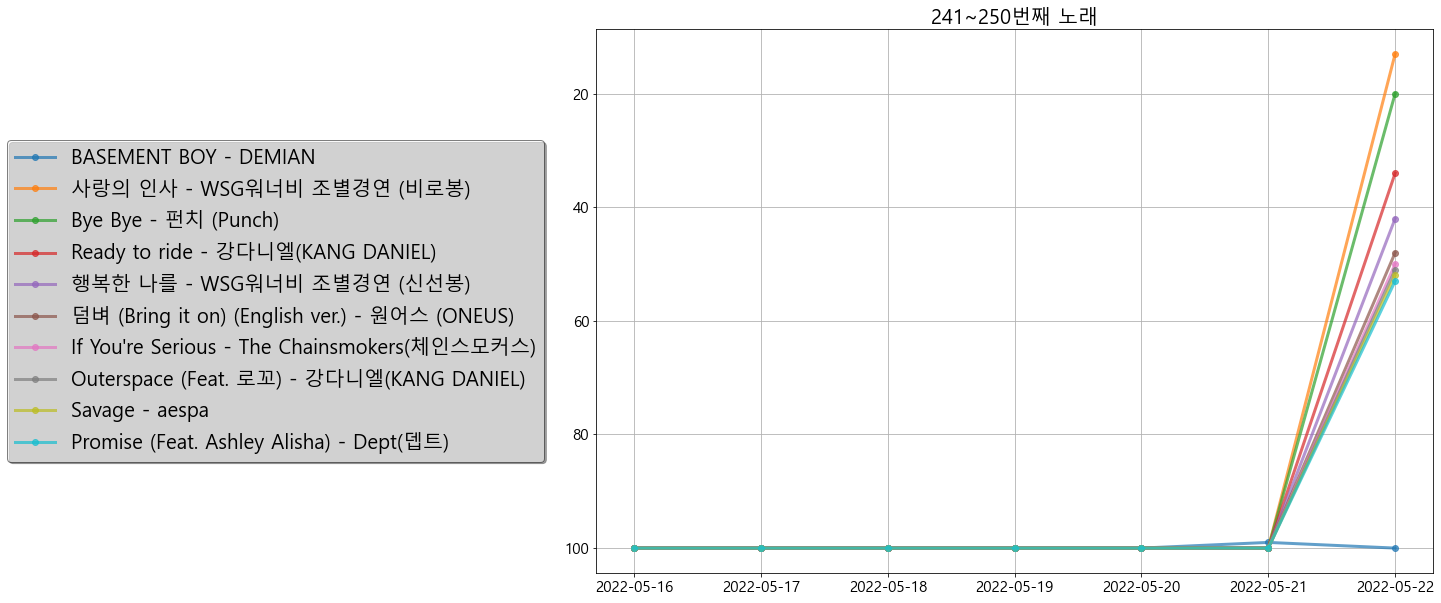 241~250번째 노래
BASEMENT BOY - DEMIAN
사랑의 인사 - WSG워너비 조별경연 (비로봉)
Bye Bye - 펀치 (Punch)
Ready to ride - 강다니엘(KANG DANIEL)
행복한 나를 - WSG워너비 조별경연 (신선봉)
덤벼 (Bring it on) (English ver.) - 원어스 (ONEUS)
If You're Serious - The Chainsmokers(체인스모커스)
Outerspace (Feat. 로꼬) - 강다니엘(KANG DANIEL)
Savage - aespa
Promise (Feat. Ashley Alisha) - Dept(뎁트)
20
40
60
80
100
2022-05-16 2022-05-17 2022-05-18 2022-05-19 2022-05-20 2022-05-21 2022-05-22